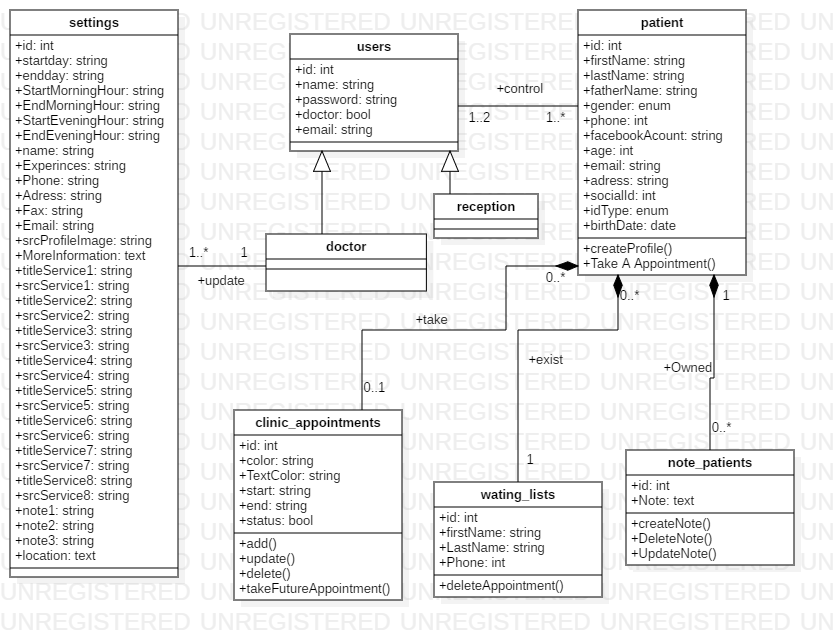 settings
+id: int
+startday: string
+endday: string
+StartMorningHour: string
+EndMorningHour: string
+StartEveningHour: string
+EndEveningHour: string
+name: string
+Experinces: string
+Phone: string
+Adress: string
+Fax: string
+Email: string
+srcProfileImage: string
+MoreInformation: text
+titleService1: string
+srcService1: string
+titleService2: string
+srcService2: string
+titleService3: string
+srcService3: string
+titleService4: string
+srcService4: string
+titleService5: string
+srcService5: string
+titleService6: string
+srcService6: string
+titleService7: string
+srcService7: string
+titleService8: string
+srcService8: string
+note1: string
+note2: string
+note3: string
+location: text
users
+id: int
+name: string
+password: string
+doctor: bool
+email: string
+control
1..2
1..*
patient
+id: int
+firstName: string
+lastName: string
+fatherName: string
+gender: enum
+phone: int
+facebookAcount: string
+age: int
+email: string
+adress: string
+socialId: int
+idType: enum
+birthDate: date
+createProfile()
+Take A Appointment()
reception
doctor
1..*
1
+update
0..*
+take
0..1
0..*
+exist
1
1
+Owned
0..*
clinic_appointments
+id: int
+color: string
+TextColor: string
+start: string
+end: string
+status: bool
+add()
+update()
+delete()
+takeFutureAppointment()
wating_lists
+id: int
+firstName: string
+LastName: string
+Phone: int
+deleteAppointment()
note_patients
+id: int
+Note: text
+createNote()
+DeleteNote()
+UpdateNote()
UNREGISTERED